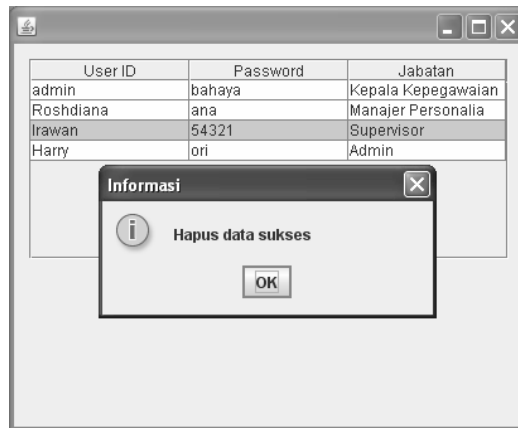 User ID Password Jabatan
admin bahaya Kepala Kepegawaian
Roshdiana ana Manajer Personalia
Irawan 54321 Supervisor
Harry ori Admin
Informasi
Hapus data sukses
OK